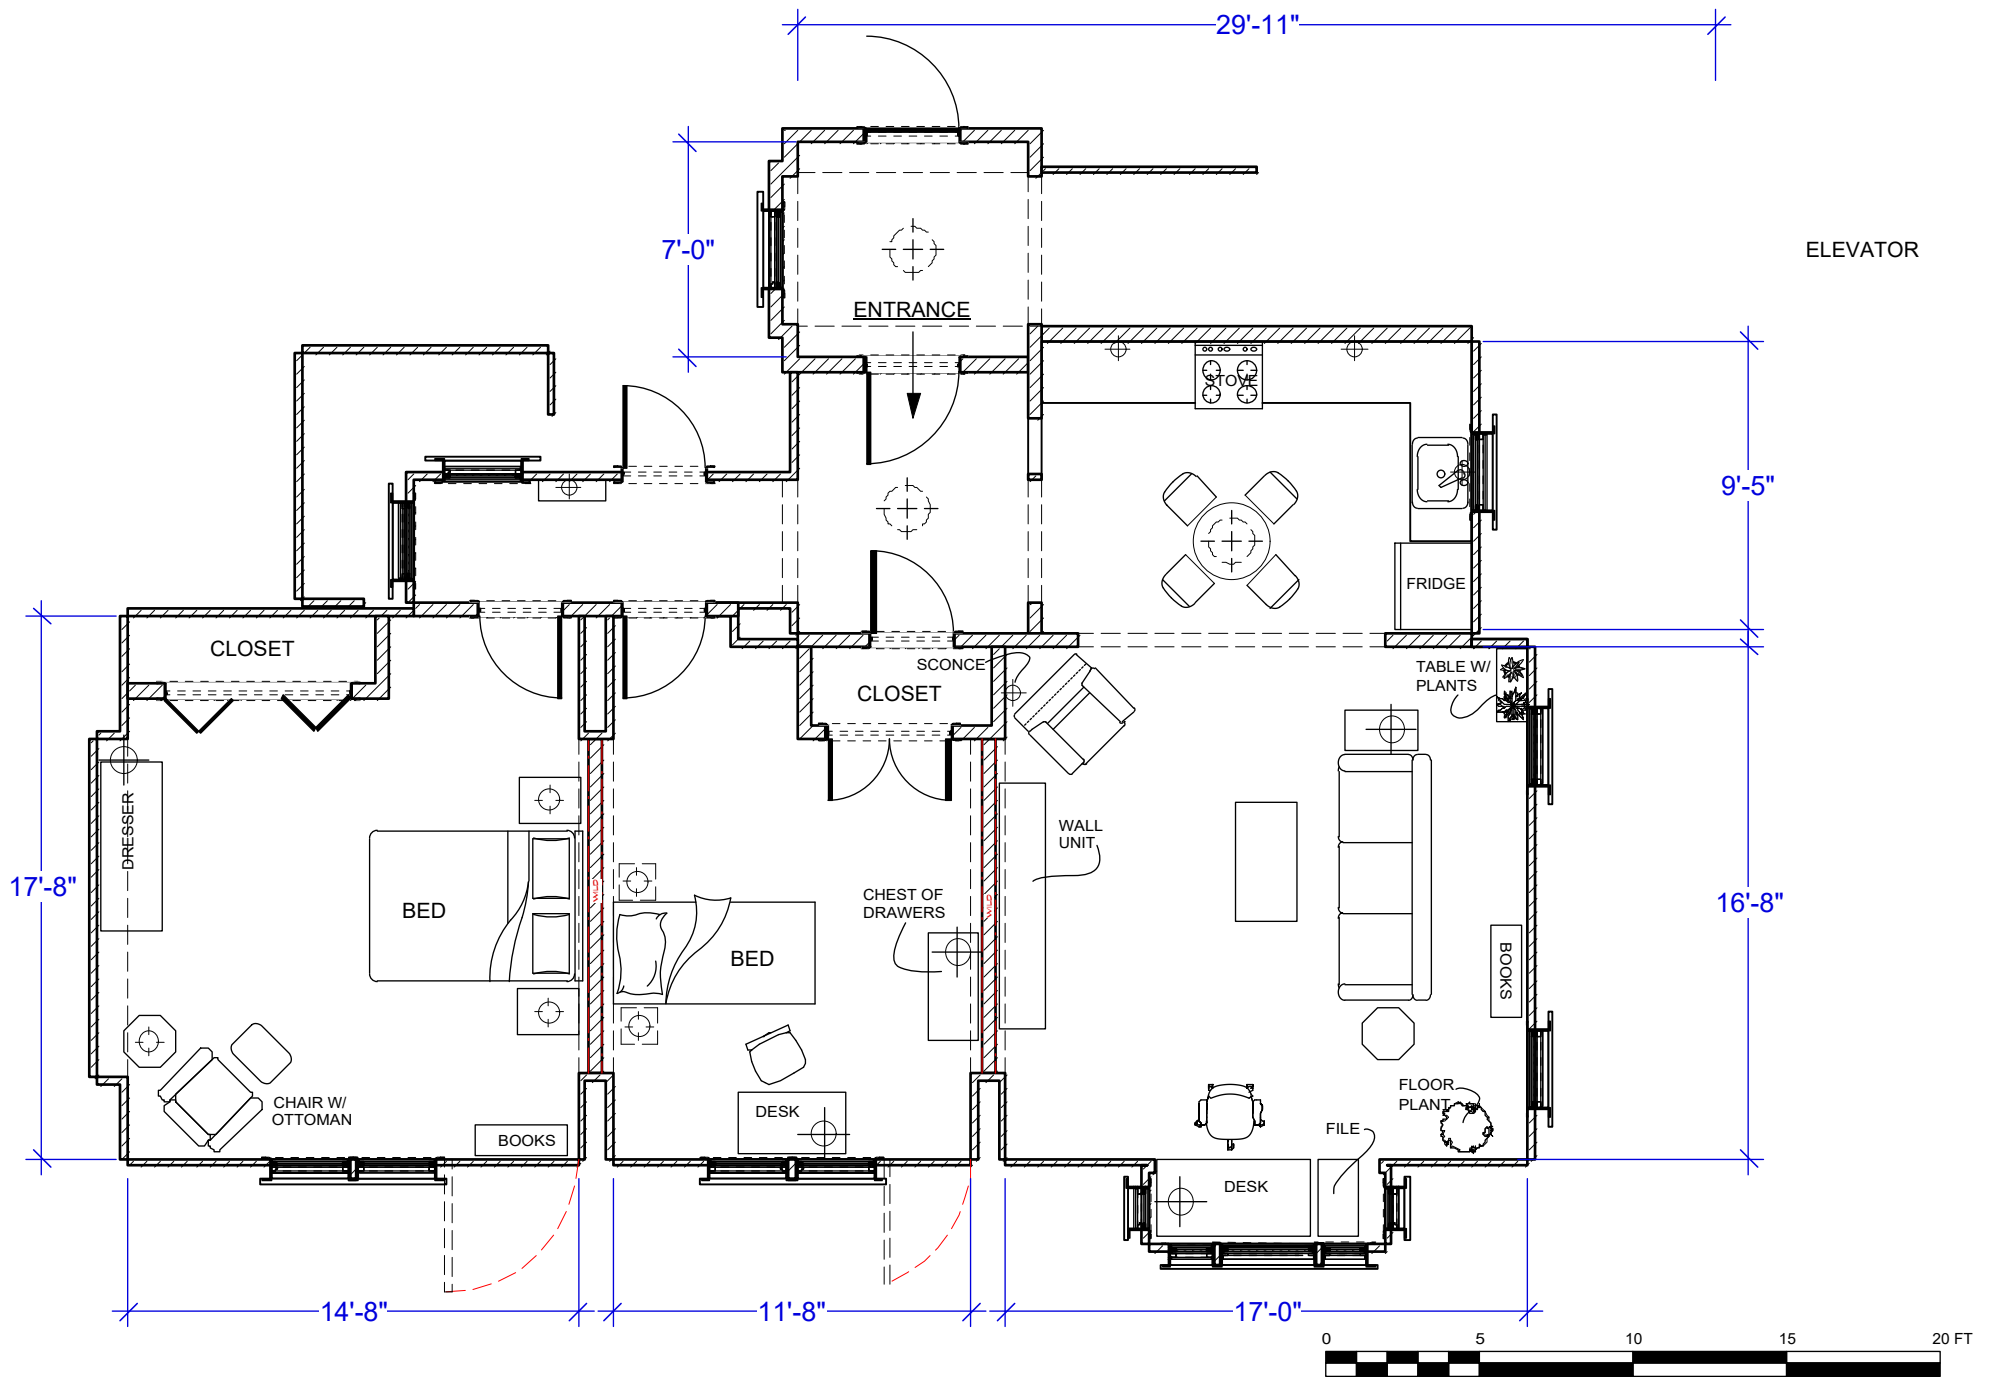 29'-11"
7'-0"
ELEVATOR
ENTRANCE
STOVE
9'-5"
FRIDGE
CLOSET
SCONCE
CLOSET
TABLE W/
PLANTS
DRESSER
WALL
UNIT
17'-8"
BED
WILD
CHEST OF
DRAWERS
WILD
16'-8"
BED
BOOKS
CHAIR W/
OTTOMAN
BOOKS
DESK
FLOOR
PLANT
FILE
DESK
14'-8"
11'-8"
17'-0"
0 5 10 15 20 FT